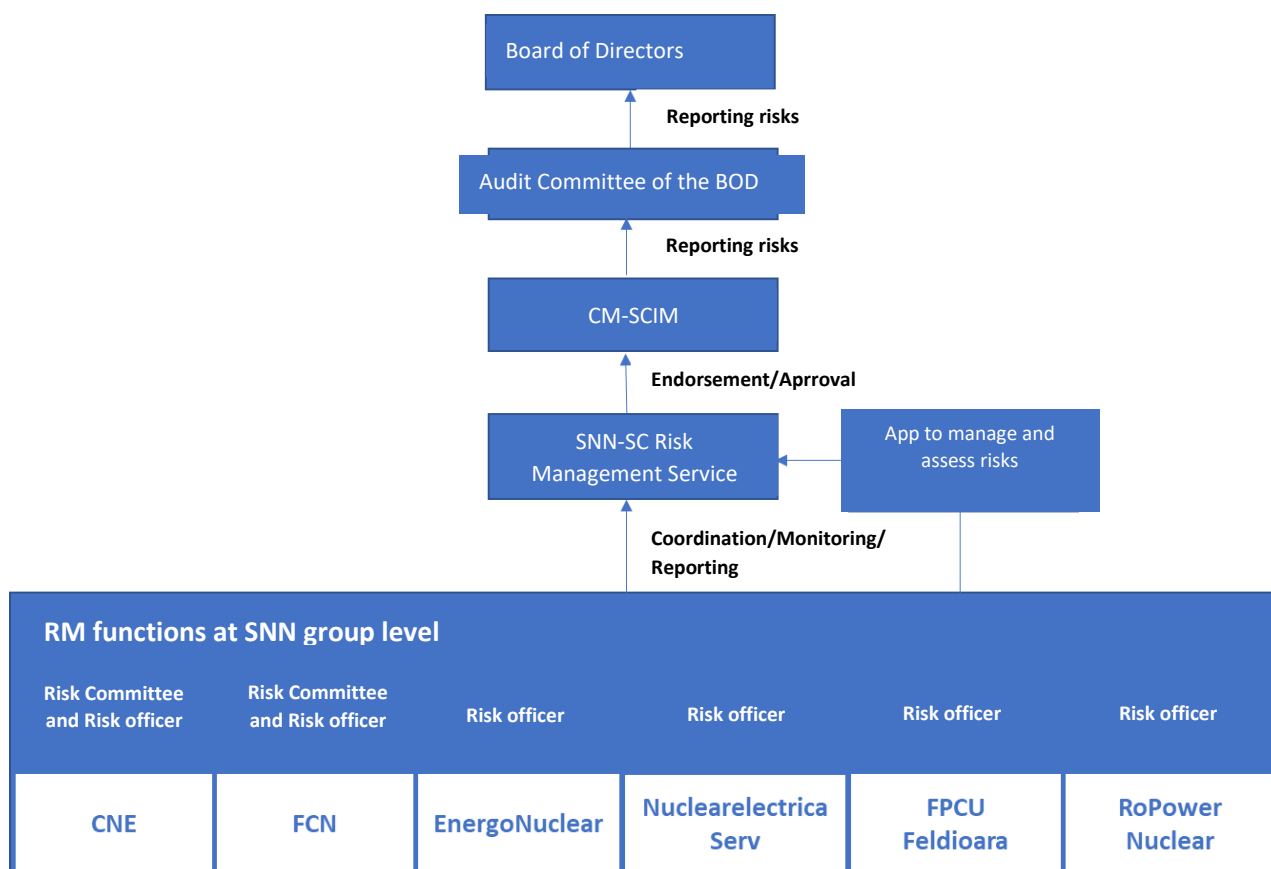 Board of Directors
Reporting risks
Audit Committee of the BOD
Reporting risks
CM-SCIM
Endorsement/Aprroval
SNN-SC Risk
Management Service
App to manage and
assess risks
Coordination/Monitoring/
Reporting
RM functions at SNN group level
Risk Committee
and Risk officer
Risk Committee
and Risk officer
Risk officer
Risk officer
Risk officer
Risk officer
CNE
FCN
EnergoNuclear
Nuclearelectrica
Serv
FPCU
Feldioara
RoPower
Nuclear